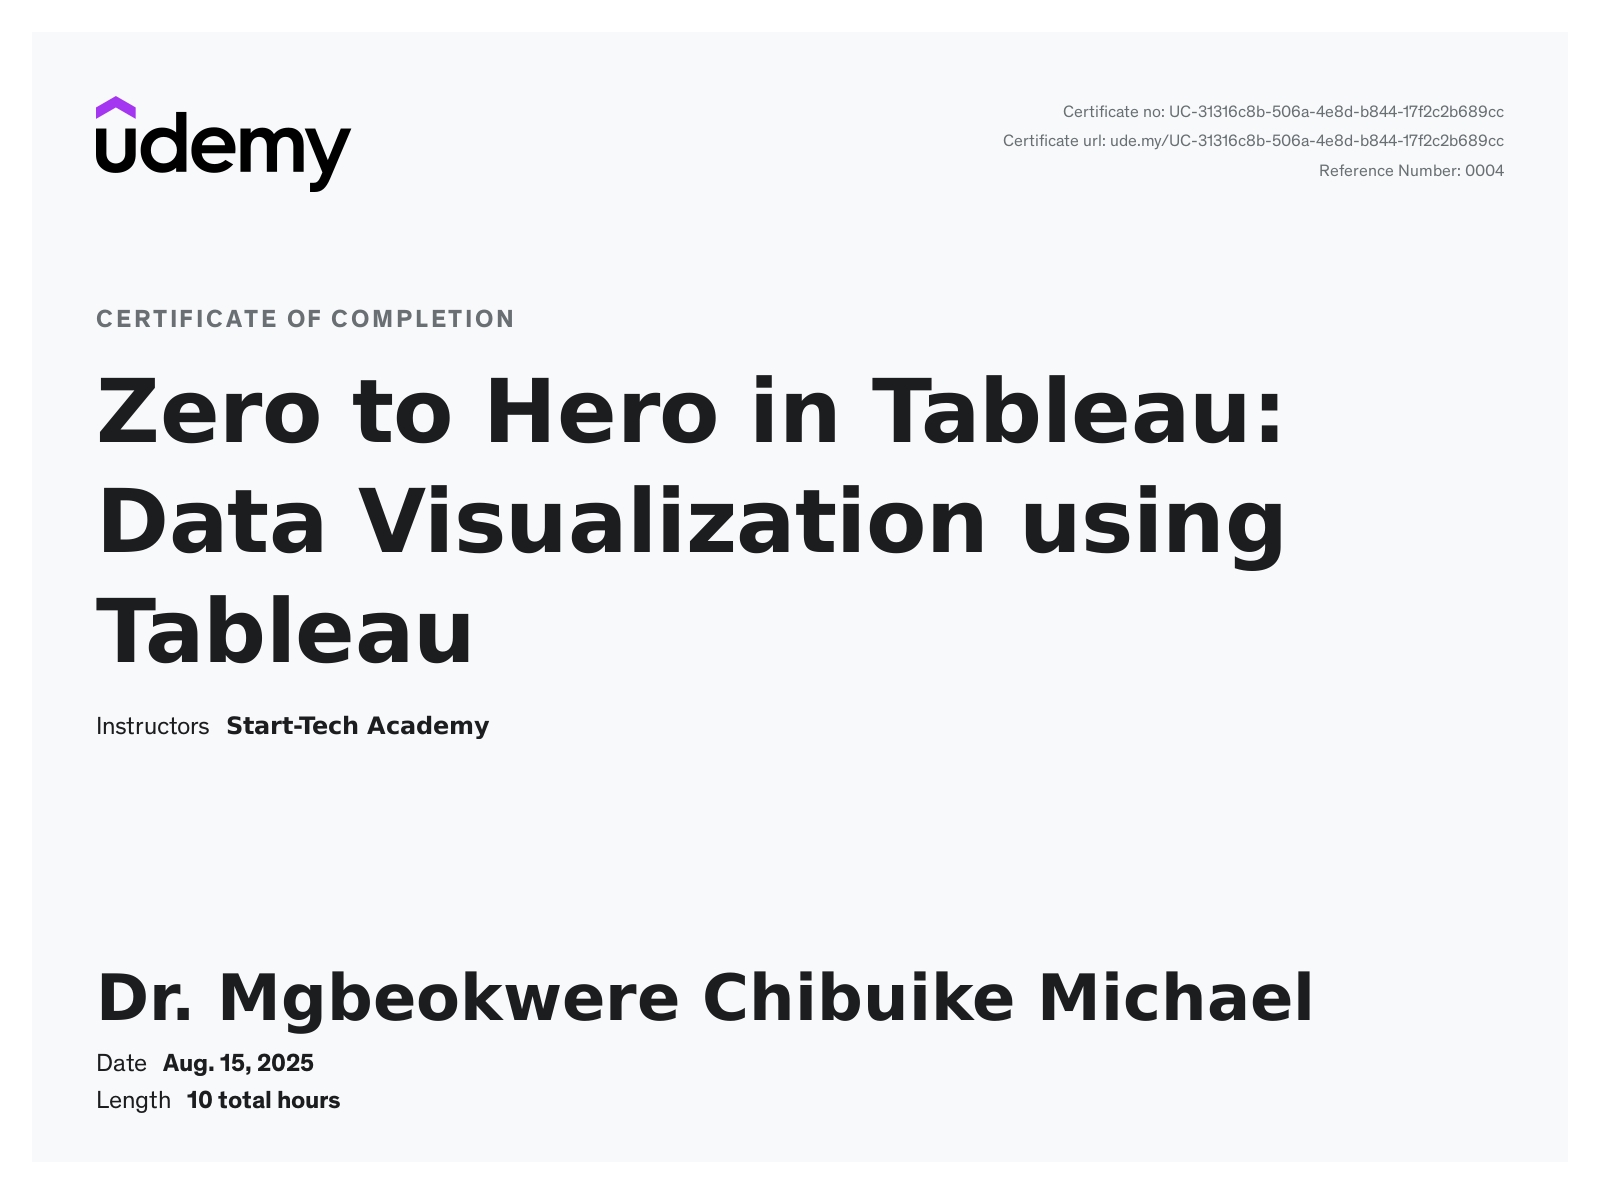 udemy
Certificate no: UC-31316c8b-506a-4e8d-b844-17f2c2b689cc
Certificate url: ude.my/UC-31316c8b-506a-4e8d-b844-17f2c2b689cc
Reference Number: 0004
CERTIFICATE OF COMPLETION
Zero to Hero in Tableau:
Data Visualization using
Tableau
Instructors Start-Tech Academy
Dr. Mgbeokwere Chibuike Michael
Date Aug. 15, 2025
Length 10 total hours